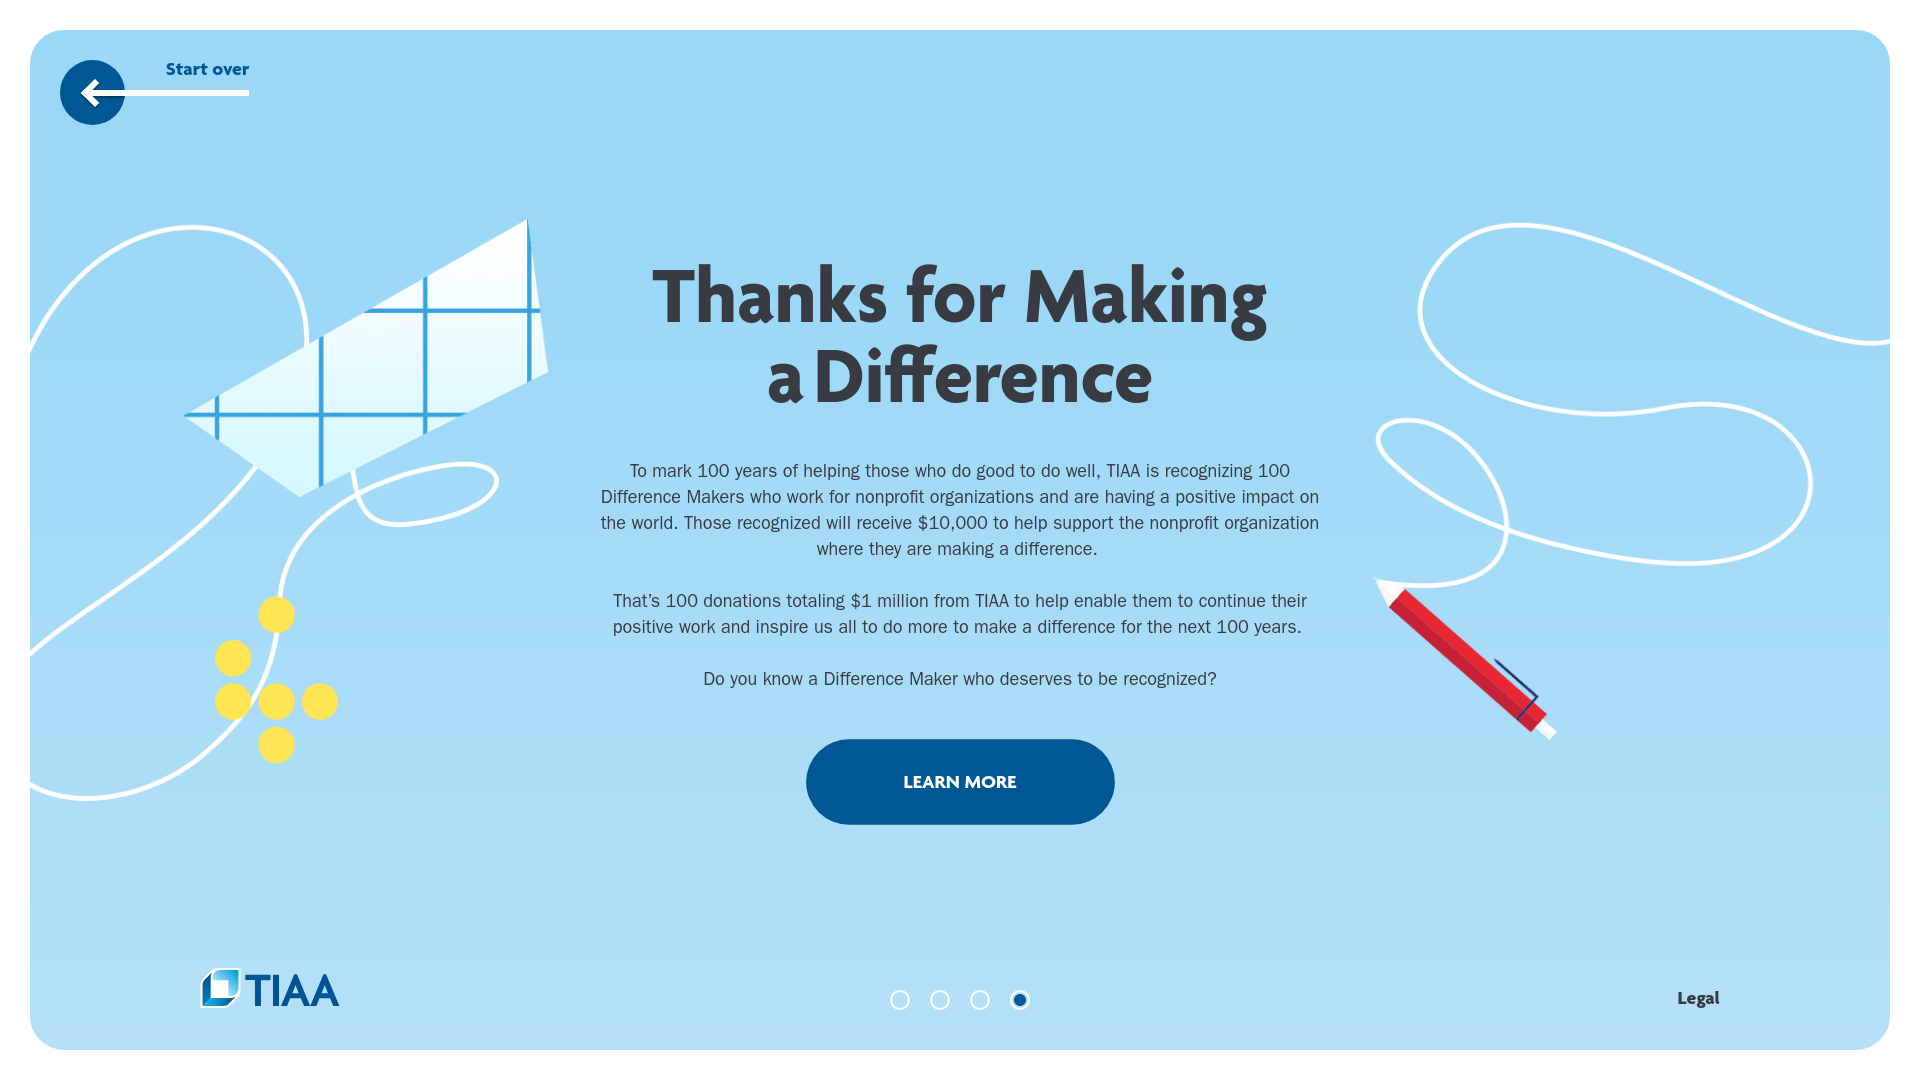 Start over
Thanks for Making
a Difference
To mark 100 years of helping those who do good to do well, TIAA is recognizing 100
Difference Makers who work for nonprofit organizations and are having a positive impact on
the world. Those recognized will receive $10,000 to help support the nonprofit organization
where they are making a difference.
That’s 100 donations totaling $1 million from TIAA to help enable them to continue their
positive work and inspire us all to do more to make a difference for the next 100 years.
Do you know a Difference Maker who deserves to be recognized?
LEARN MORE
TIAA
Legal